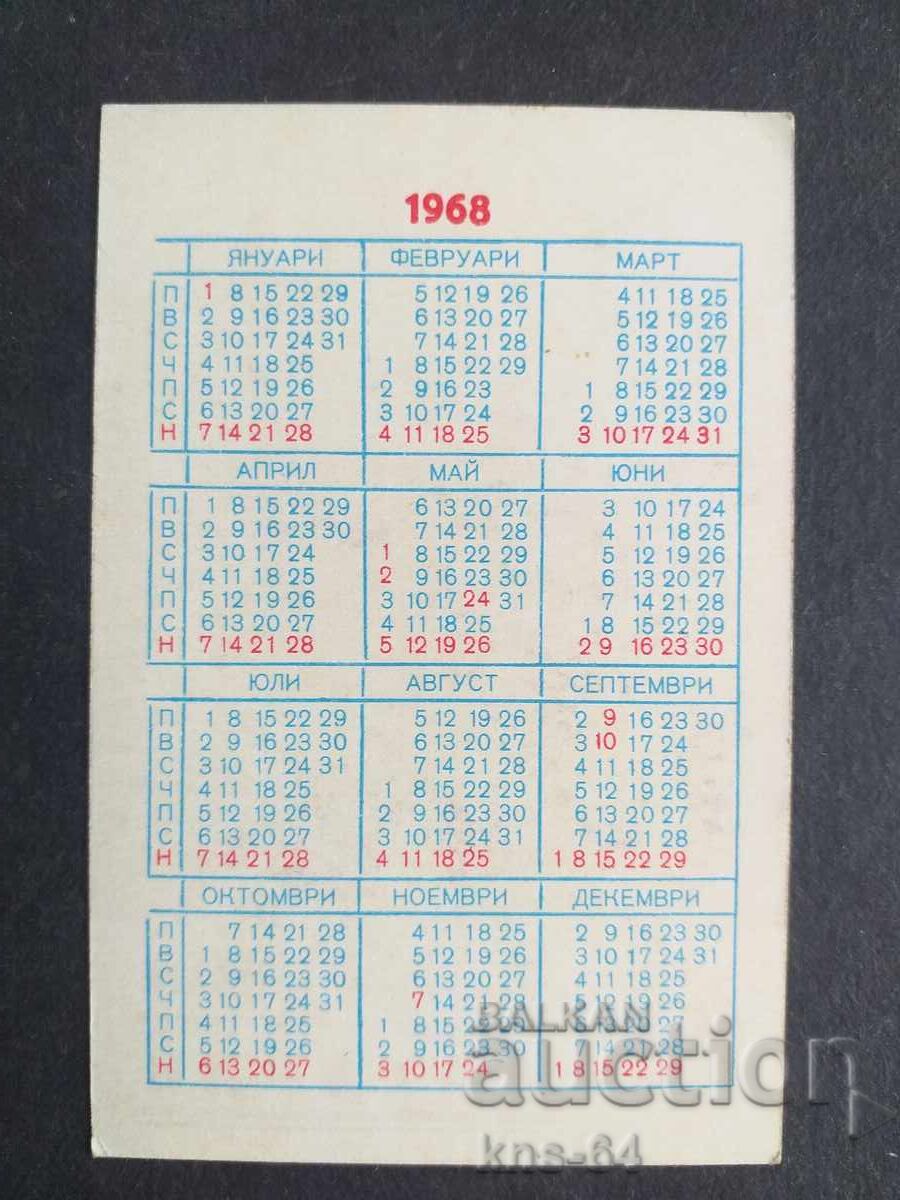 1968
ЯНУАРИ ФЕВРУАРИ МАРТ
П 1 8 15 22 29 5 12 19 26 4 11 18 25
В 2 9 16 23 30 6 13 20 27 5 12 19 26
С 3 10 17 24 31 7 14 21 28 6 13 20 27
Ч 4 11 18 25 1 8 15 22 29 7 14 21 28
П 5 12 19 26 2 9 16 23 1 8 15 22 29
С 6 13 20 27 3 10 17 24 2 9 16 23 30
Н 7 14 21 28 4 11 18 25 3 10 17 24 31
АПРИЛ МАЙ ЮНИ
П 1 8 15 22 29 6 13 20 27 3 10 17 24
В 2 9 16 23 30 7 14 21 28 4 11 18 25
С 3 10 17 24 1 8 15 22 29 5 12 19 26
Ч 4 11 18 25 2 9 16 23 30 6 13 20 27
П 5 12 19 26 3 10 17 24 31 7 14 21 28
С 6 13 20 27 4 11 18 25 1 8 15 22 29
Н 7 14 21 28 5 12 19 26 2 9 16 23 30
ЮЛИ АВГУСТ СЕПТЕМВРИ
П 1 8 15 22 29 5 12 19 26 2 9 16 23 30
В 2 9 16 23 30 6 13 20 27 3 10 17 24
С 3 10 17 24 31 7 14 21 28 4 11 18 25
Ч 4 11 18 25 1 8 15 22 29 5 12 19 26
П 5 12 19 26 2 9 16 23 30 6 13 20 27
С 6 13 20 27 3 10 17 24 31 7 14 21 28
Н 7 14 21 28 4 11 18 25 1 8 15 22 29
ОКТОМВРИ НОЕМВРИ ДЕКЕМВРИ
П 7 14 21 28 4 11 18 25 2 9 16 23 30
В 1 8 15 22 29 5 12 19 26 3 10 17 24 31
С 2 9 16 23 30 6 13 20 27 4 11 18 25
Ч 3 10 17 24 31 7 14 21 28 5 12 19 26
П 4 11 18 25 1 8 15 22 29 6 13 20 27
С 5 12 19 26 2 9 16 23 30 7 14 21 28
Н 6 13 20 27 3 10 17 24 1 8 15 22 29
BALKAN
auction
kns-64